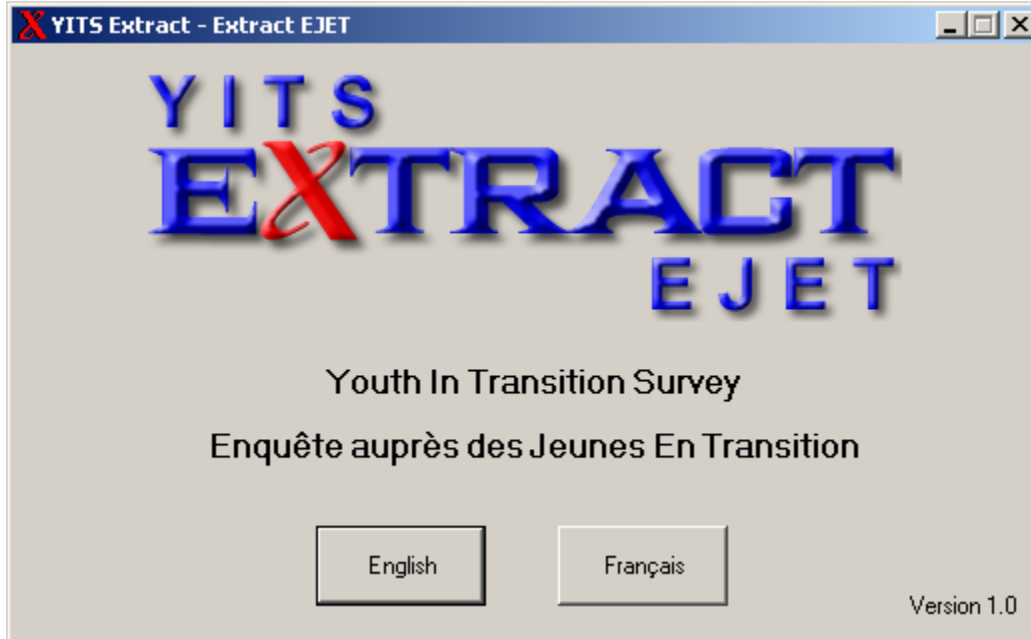 YITS Extract - Extract EJET
YITS
EXTRACT
EJET
Youth In Transition Survey
Enquête auprès des Jeunes En Transition
English
Français
Version 1.0